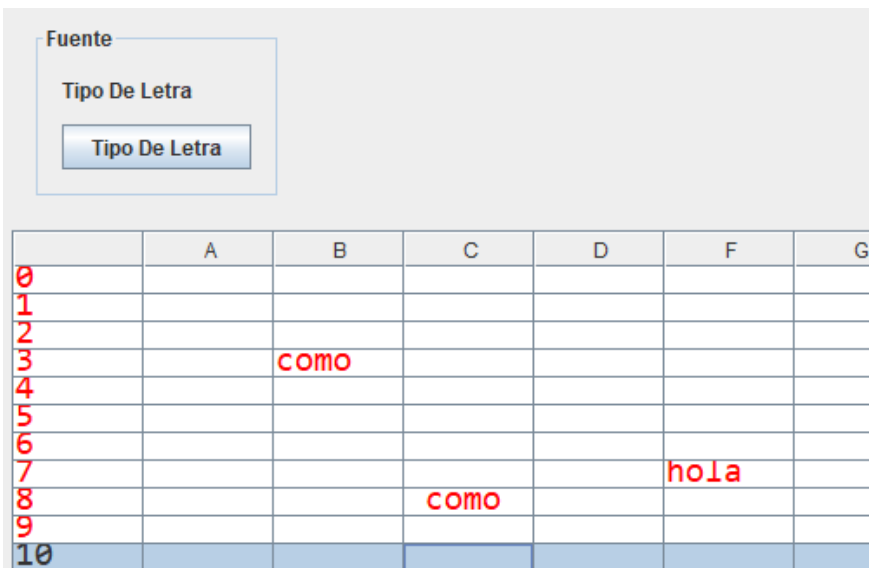 Fuente
Tipo De Letra
Tipo De Letra
A B C D F G
0
1
2
3 como
4
5
6
7 hola
8 como
9
10